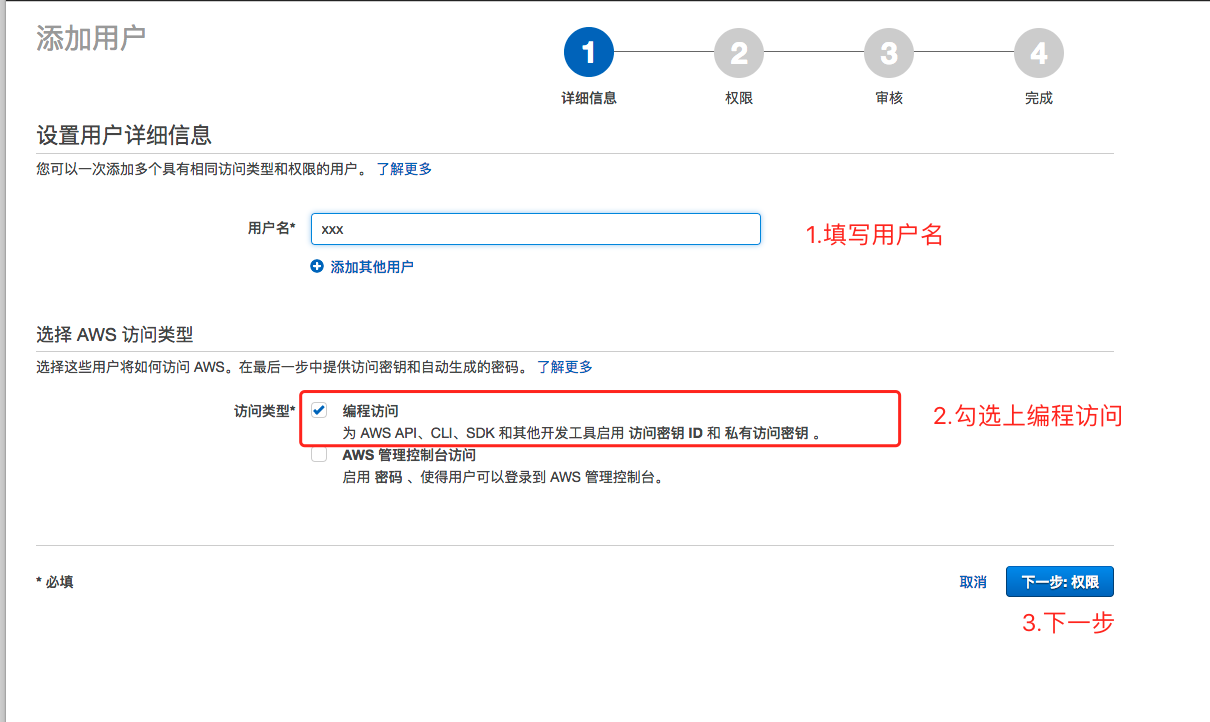 添加用户
1
2
3
4
详细信息
权限
审核
完成
设置用户详细信息
您可以一次添加多个具有相同访问类型和权限的用户。 了解更多
用户名* xxx
1.填写用户名
添加其他用户
选择 AWS 访问类型
选择这些用户将如何访问 AWS。在最后一步中提供访问密钥和自动生成的密码。 了解更多
访问类型* 编程访问
为 AWS API、CLI、SDK 和其他开发工具启用 访问密钥 ID 和 私有访问密钥 。
2.勾选上编程访问
AWS 管理控制台访问
启用 密码 、使得用户可以登录到 AWS 管理控制台。
* 必填
取消
下一步: 权限
3.下一步